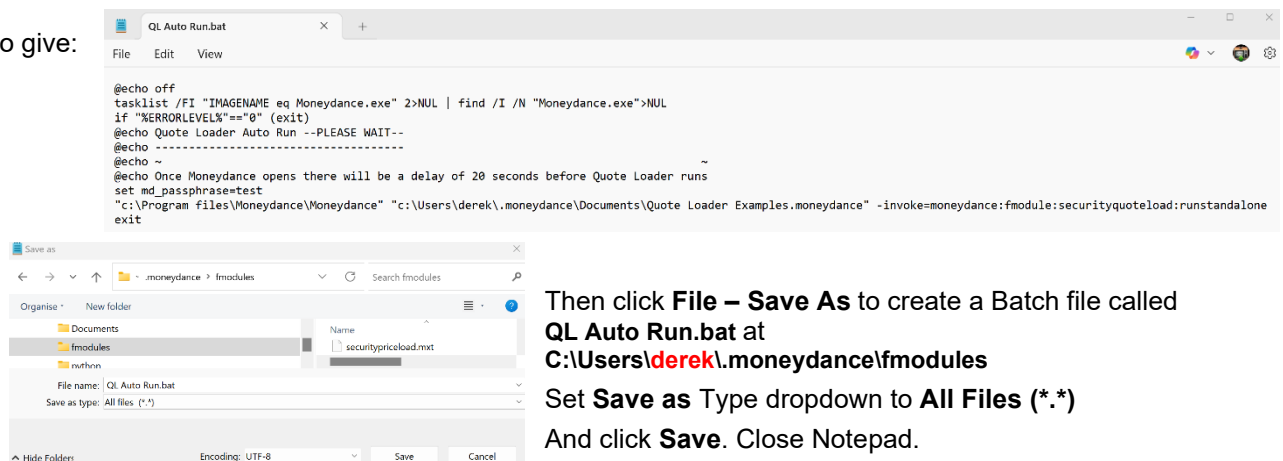 o give:
QL Auto Run.bat
File Edit View
@echo off
tasklist /FI "IMAGENAME eq Moneydance.exe" 2>NUL | find /I /N "Moneydance.exe">NUL
if "%ERRORLEVEL%"=="0" (exit)
@echo Quote Loader Auto Run --PLEASE WAIT--
@echo -------------------------------------
@echo ~ ~
@echo Once Moneydance opens there will be a delay of 20 seconds before Quote Loader runs
set md_passphrase=test
"c:\Program files\Moneydance\Moneydance" "c:\Users\derek\.moneydance\Documents\Quote Loader Examples.moneydance" -invoke=moneydance:fmodule:securityquoteload:runstandalone
exit
Save as
.moneydance > fmodules
Search fmodules
Organise New folder
Documents
fmodules
python
Name
securitypriceload.mxt
File name: QL Auto Run.bat
Save as type: All files (*.*)
Hide Folders
Encoding: UTF-8
Save Cancel
Then click File – Save As to create a Batch file called
QL Auto Run.bat at
C:\Users\derek\.moneydance\fmodules
Set Save as Type dropdown to All Files (*.*)
And click Save. Close Notepad.